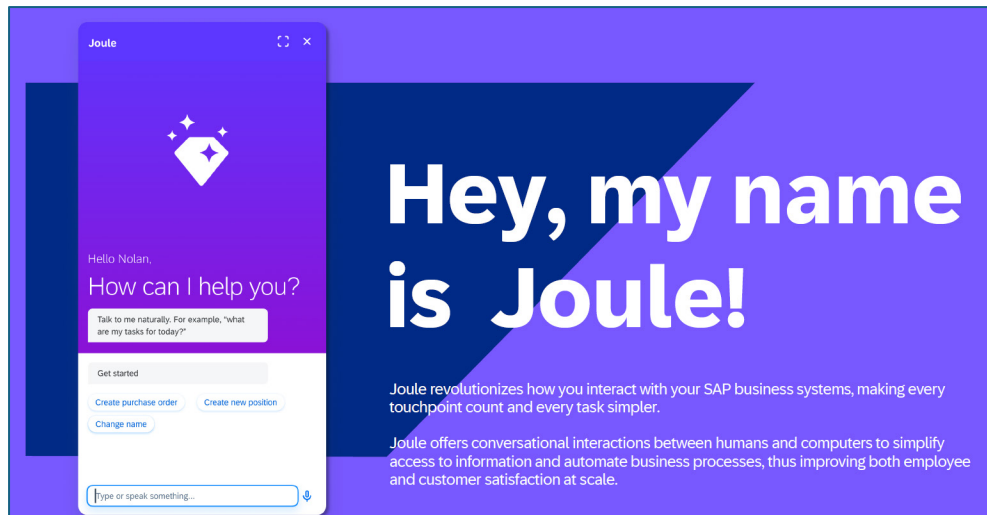 Joule
Hello Nolan,
How can I help you?
Talk to me naturally. For example, "what
are my tasks for today?"
Get started
Create purchase order
Create new position
Change name
Type or speak something...
Hey, my name
is Joule!
Joule revolutionizes how you interact with your SAP business systems, making every
touchpoint count and every task simpler.
Joule offers conversational interactions between humans and computers to simplify
access to information and automate business processes, thus improving both employee
and customer satisfaction at scale.